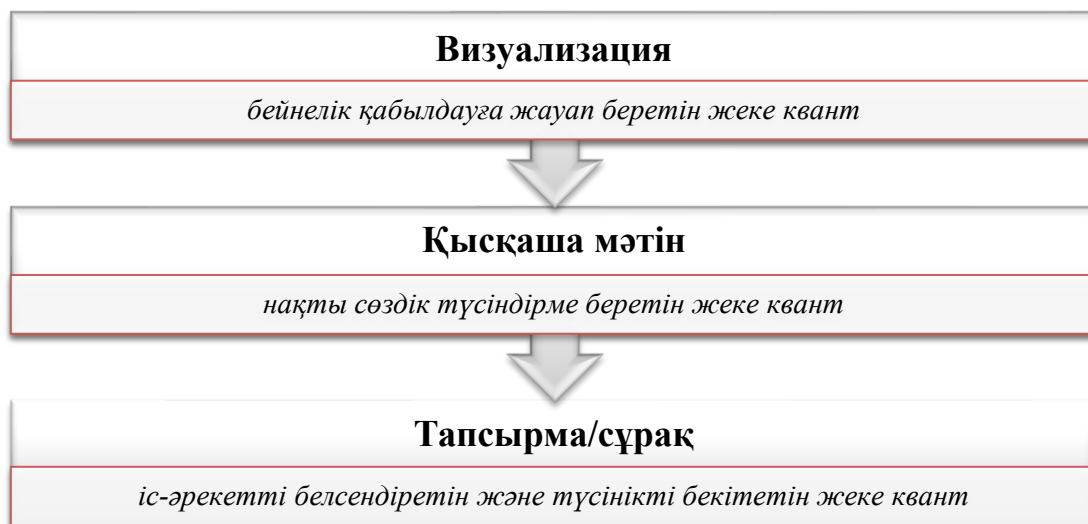 Визуализация
бейнелік қабылдауға жауап беретін жеке квант
Қысқаша мәтін
нақты сөздік түсіндірме беретін жеке квант
Тапсырма/сұрақ
іс-әрекетті белсендіретін және түсінікті бекітетін жеке квант